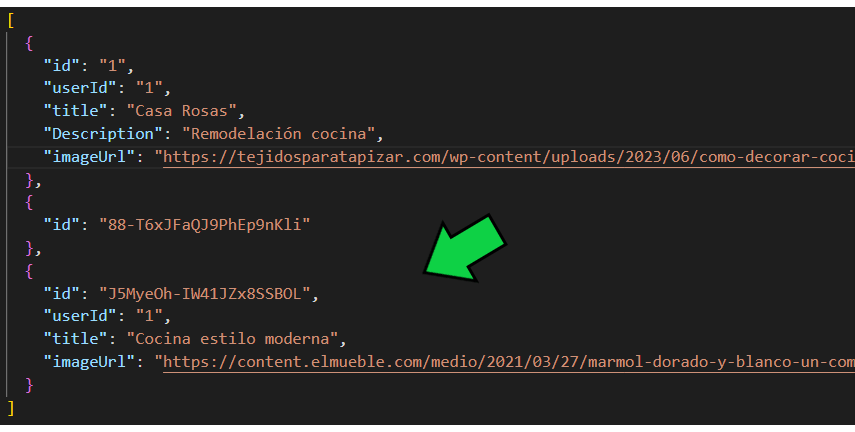 [
{
"id": "1",
"userId": "1",
"title": "Casa Rosas",
"Description": "Remodelación cocina",
"imageUrl": "https://tejidosparatapizar.com/wp-content/uploads/2023/06/como-decorar-coci
},
{
"id": "88-T6xJFaQJ9PhEp9nKli"
},
{
"id": "J5MyeOh-IW41JZx8SSBOL",
"userId": "1",
"title": "Cocina estilo moderna",
"imageUrl": "https://content.elmueble.com/medio/2021/03/27/marmol-dorado-y-blanco-un-com
}
]